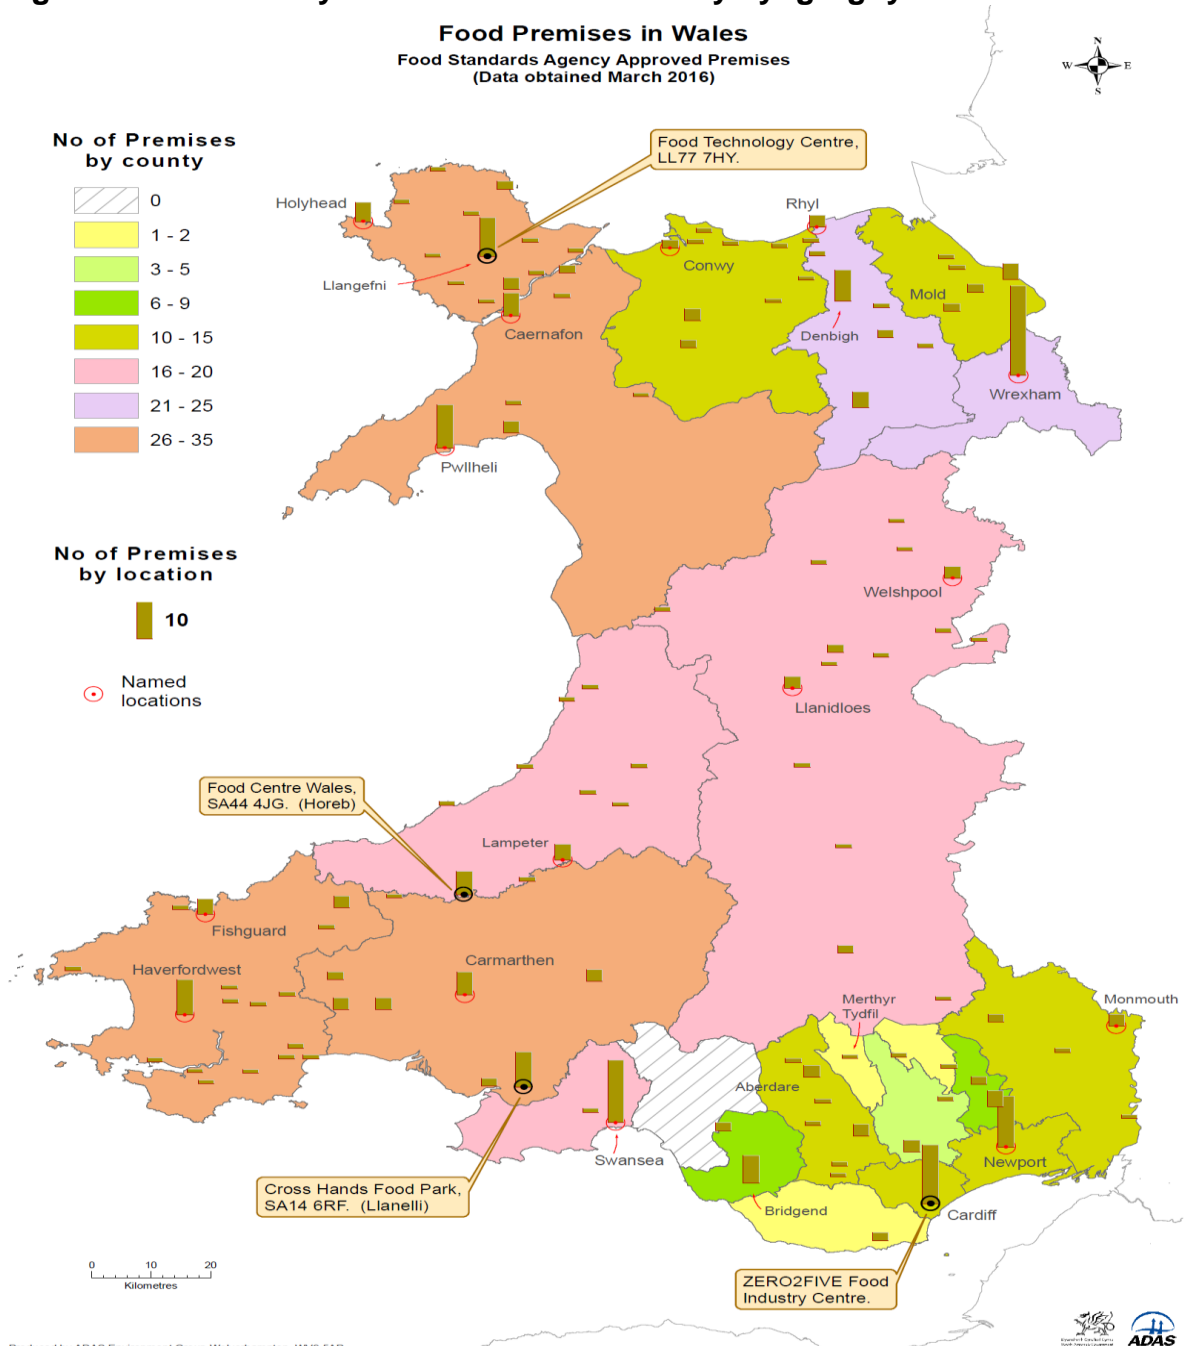 Food Premises in Wales
Food Standards Agency Approved Premises
(Data obtained March 2016)
N
W
E
S
No of Premises
by county
0
1 - 2
3 - 5
6 - 9
10 - 15
16 - 20
21 - 25
26 - 35
No of Premises
by location
10
Named
locations
Food Technology Centre,
LL77 7HY.
Holyhead
Rhyl
Conwy
Llangefni
Mold
Caernafon
Denbigh
Wrexham
Pwllheli
Welshpool
Llanidloes
Food Centre Wales,
SA44 4JG. (Horeb)
Lampeter
Fishguard
Haverfordwest
Carmarthen
Merthyr
Tydfil
Monmouth
Aberdare
Swansea
Newport
Cross Hands Food Park,
SA14 6RF. (Llanelli)
Bridgend
Cardiff
0 10 20
Kilometres
ZERO2FIVE Food
Industry Centre.
ADAS